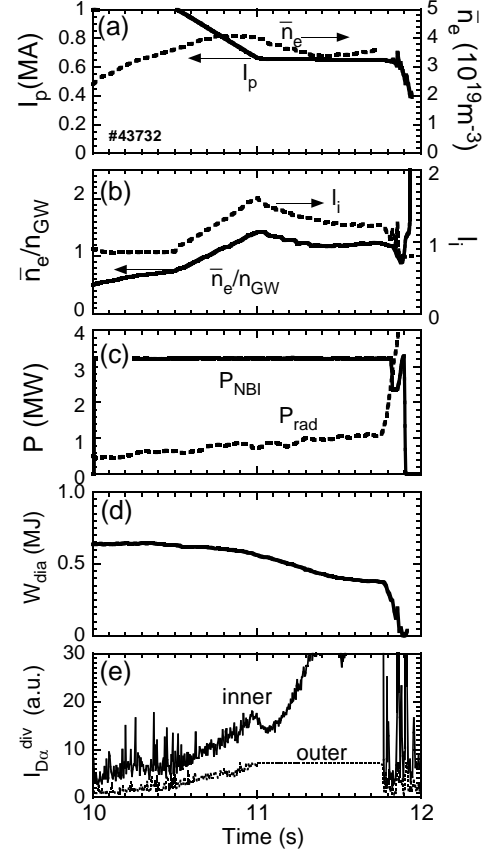 (a)
1
0.8
0.6
0.4
0.2
0
I_p(MA)
n̄_e
I_p
#43732
5
4
3
2
1
0
n̄_e (10^19m^-3)
(b)
2
1
0
n̄_e/n_GW
l_i
n̄_e/n_GW
2
1
0
l_i
(c)
4
3
2
1
0
P (MW)
P_NBI
P_rad
(d)
1.0
0.5
0
W_dia (MJ)
(e)
30
20
10
0
I_Dα^div (a.u.)
inner
outer
10
11
12
Time (s)